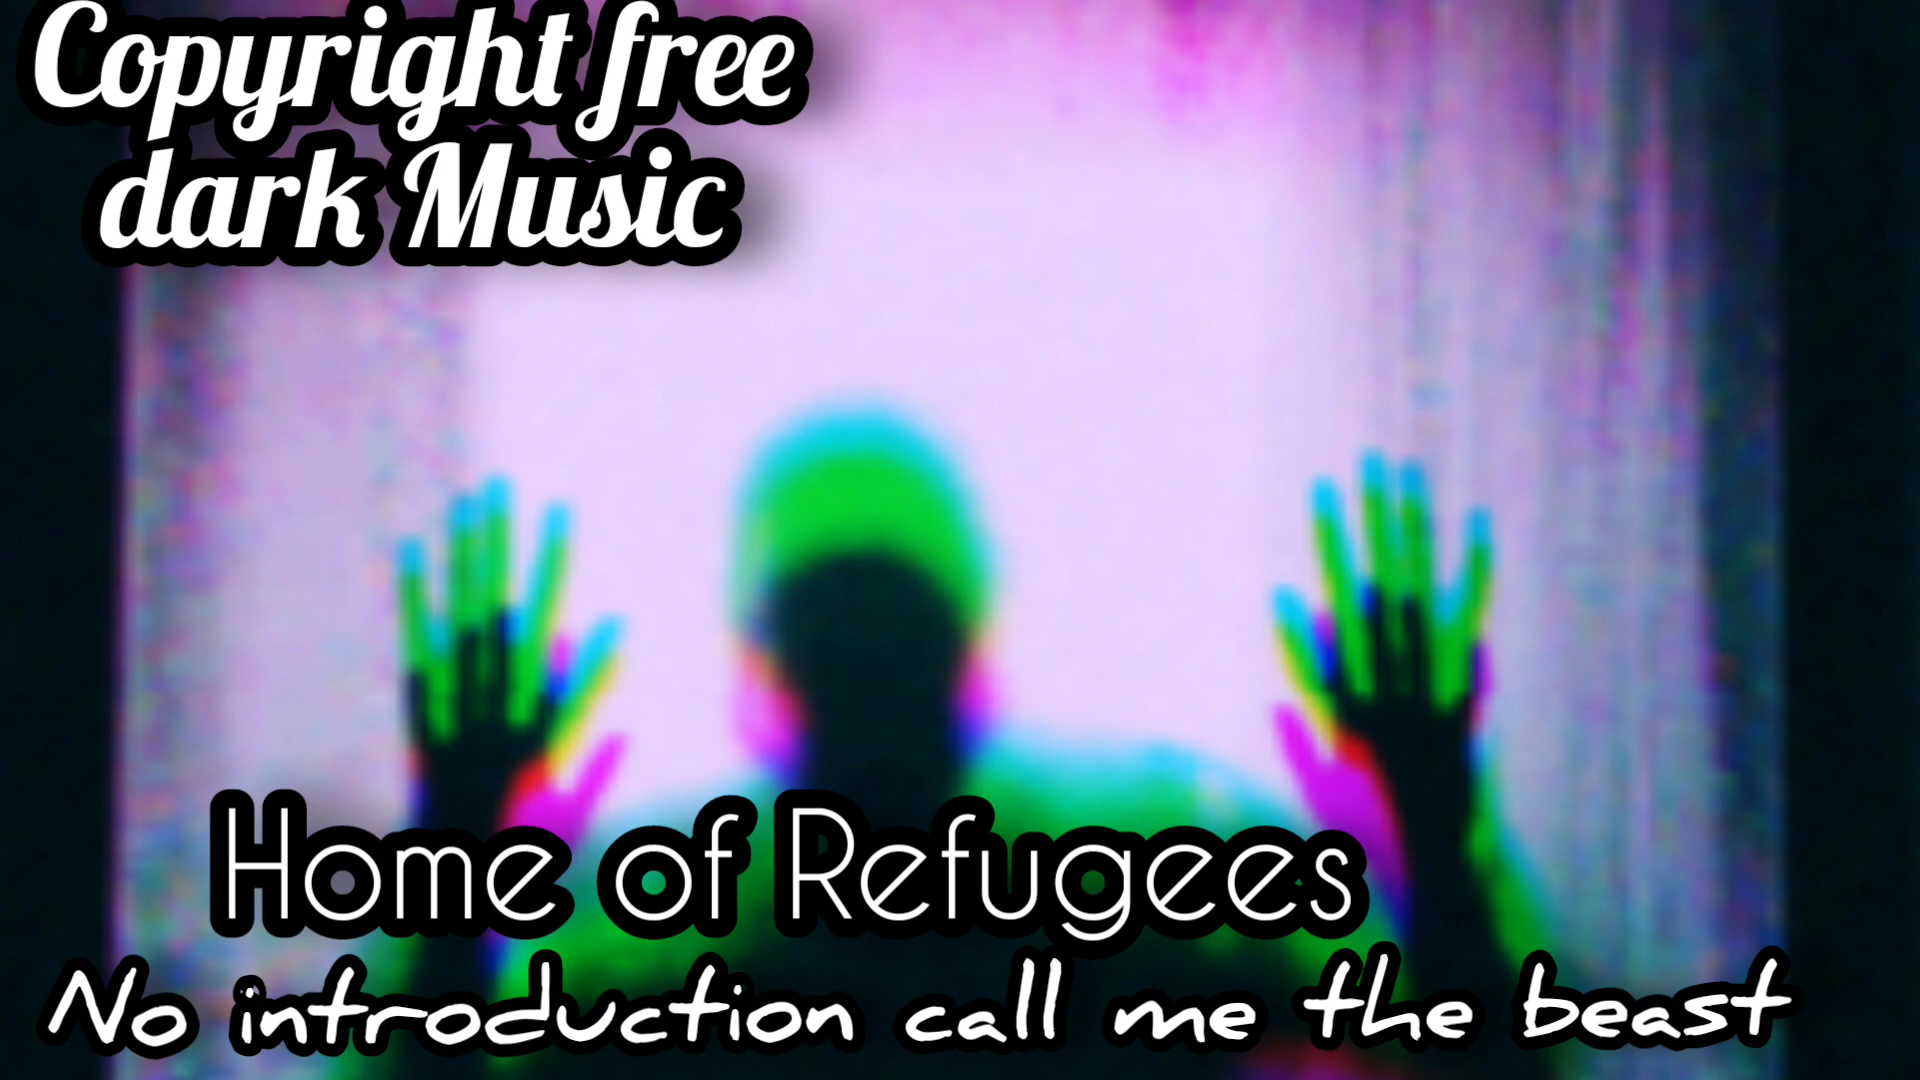 Copyright free
dark Music
Home of Refugees
No introduction call me the beast